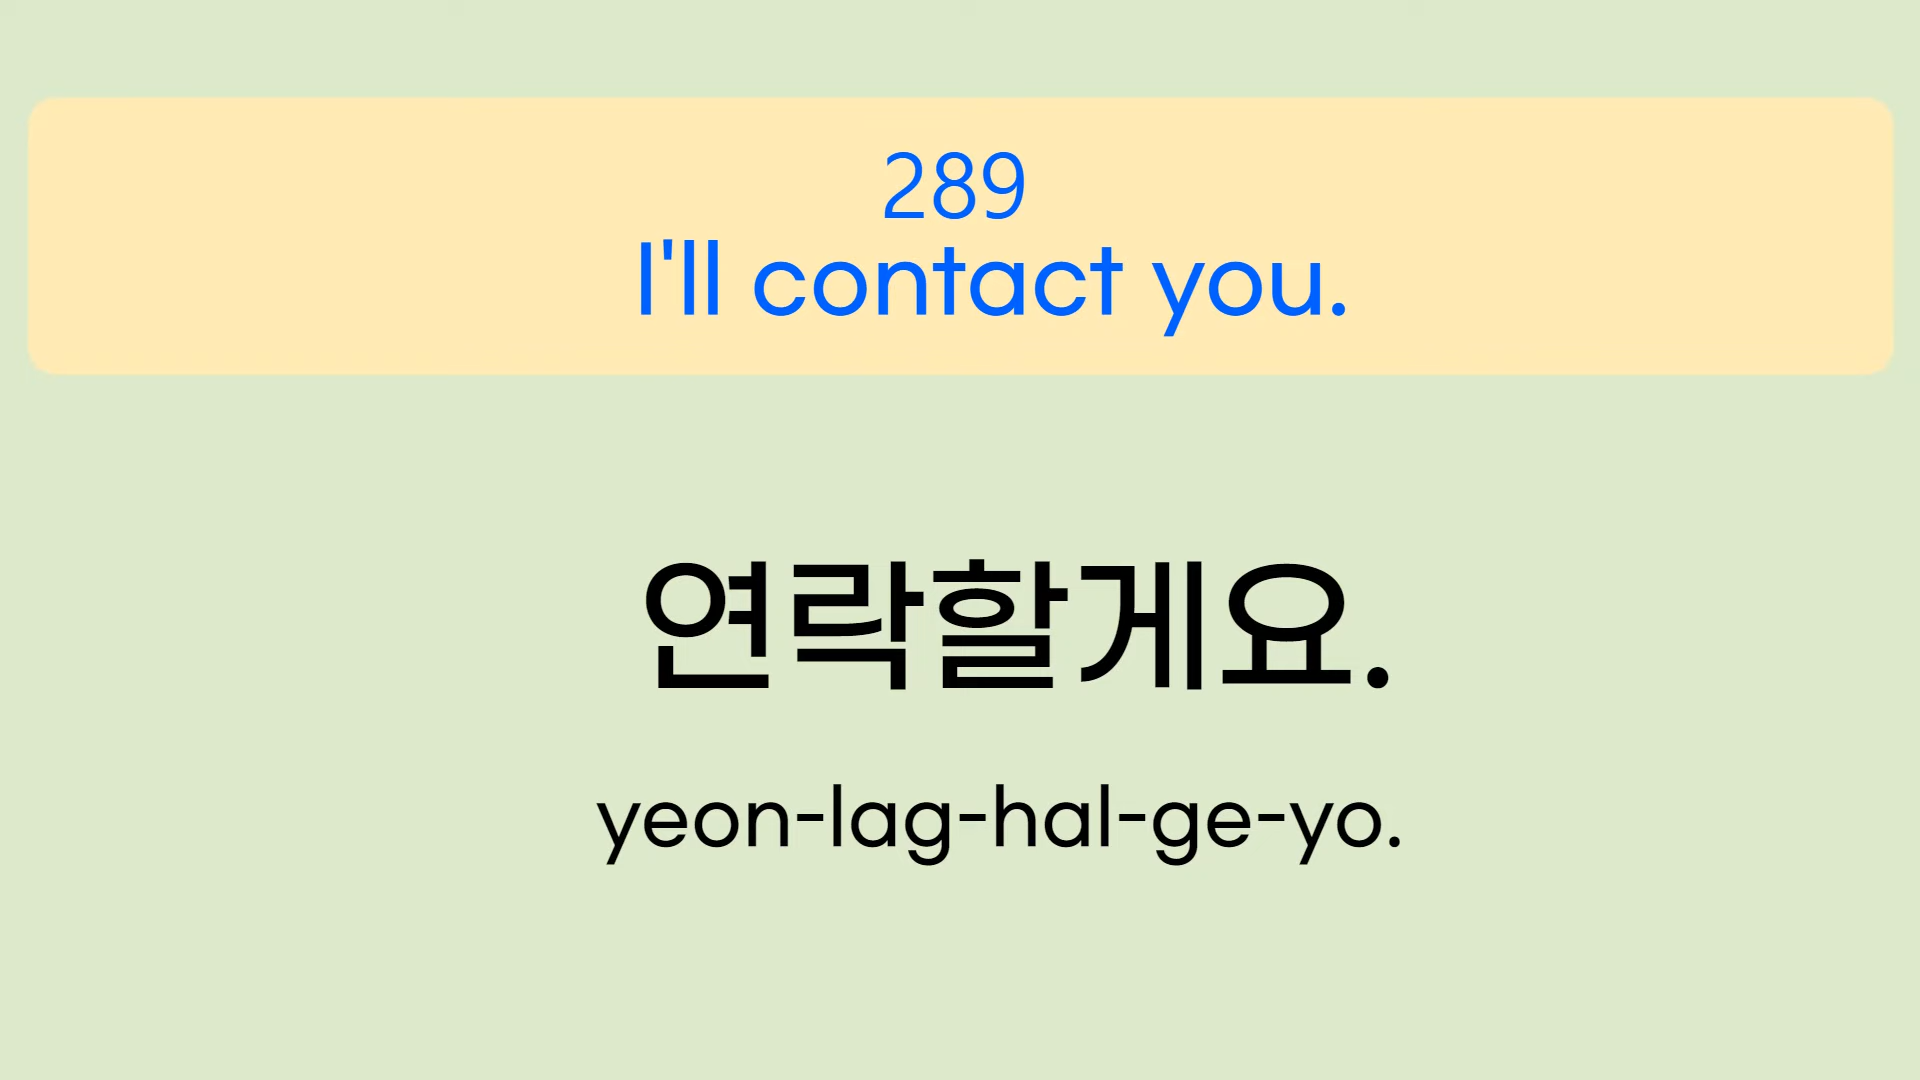 289
I'll contact you.
연락할게요.
yeon-lag-hal-ge-yo.